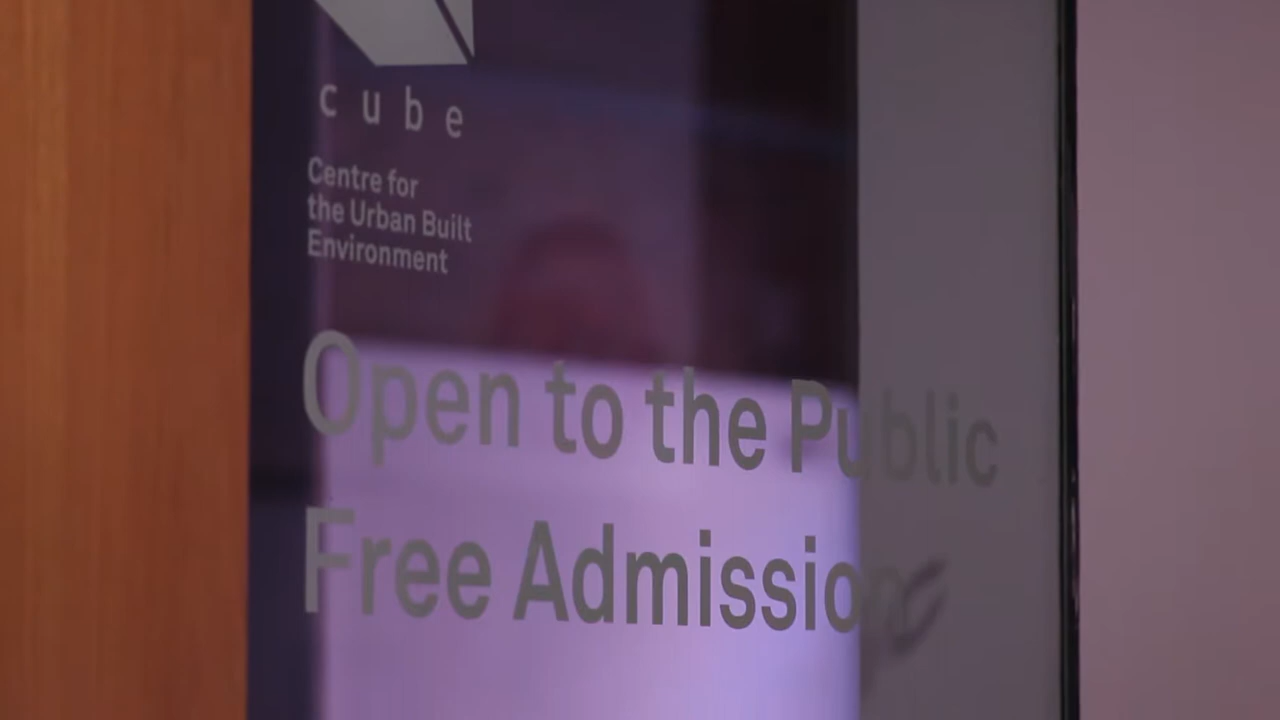 cube
Centre for
the Urban Built
Environment
Open to the Public
Free Admission